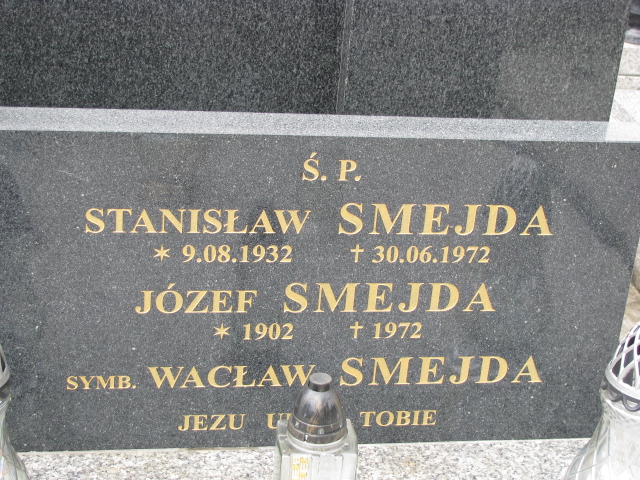 Ś. P.
STANISŁAW SMEJDA
✶ 9.08.1932 † 30.06.1972
JÓZEF SMEJDA
✶ 1902 † 1972
SYMB. WACŁAW SMEJDA
JEZU TOBIE